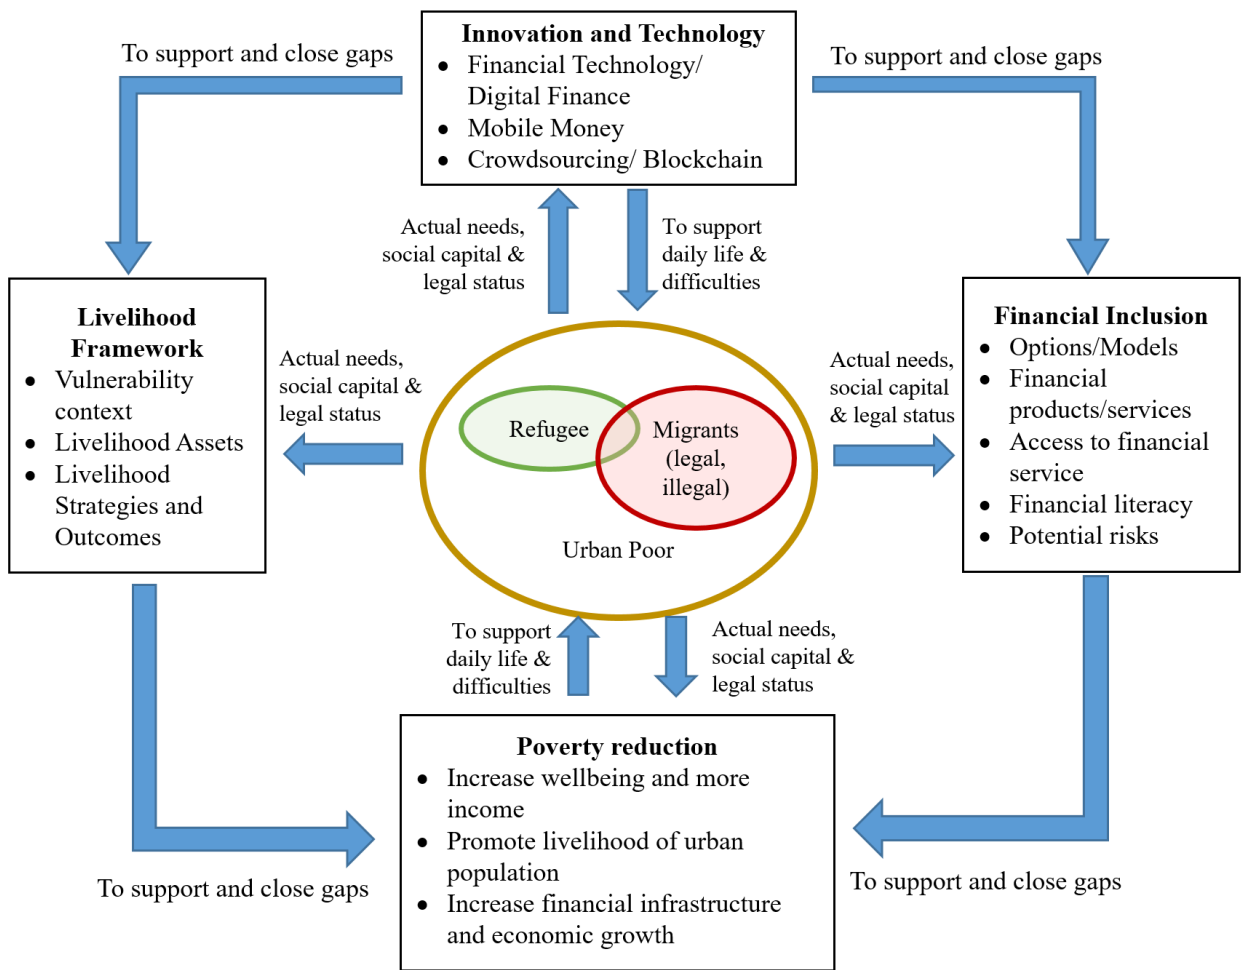 Innovation and Technology
• Financial Technology/
Digital Finance
• Mobile Money
• Crowdsourcing/ Blockchain
To support and close gaps
To support and close gaps
Actual needs,
social capital &
legal status
To support
daily life &
difficulties
Livelihood
Framework
• Vulnerability
context
• Livelihood Assets
• Livelihood
Strategies and
Outcomes
Actual needs,
social capital &
legal status
Refugee
Migrants
(legal,
illegal)
Urban Poor
Actual needs,
social capital
& legal status
Financial Inclusion
• Options/Models
• Financial
products/services
• Access to financial
service
• Financial literacy
• Potential risks
To support
daily life &
difficulties
Actual needs,
social capital &
legal status
Poverty reduction
• Increase wellbeing and more
income
• Promote livelihood of urban
population
• Increase financial infrastructure
and economic growth
To support and close gaps
To support and close gaps